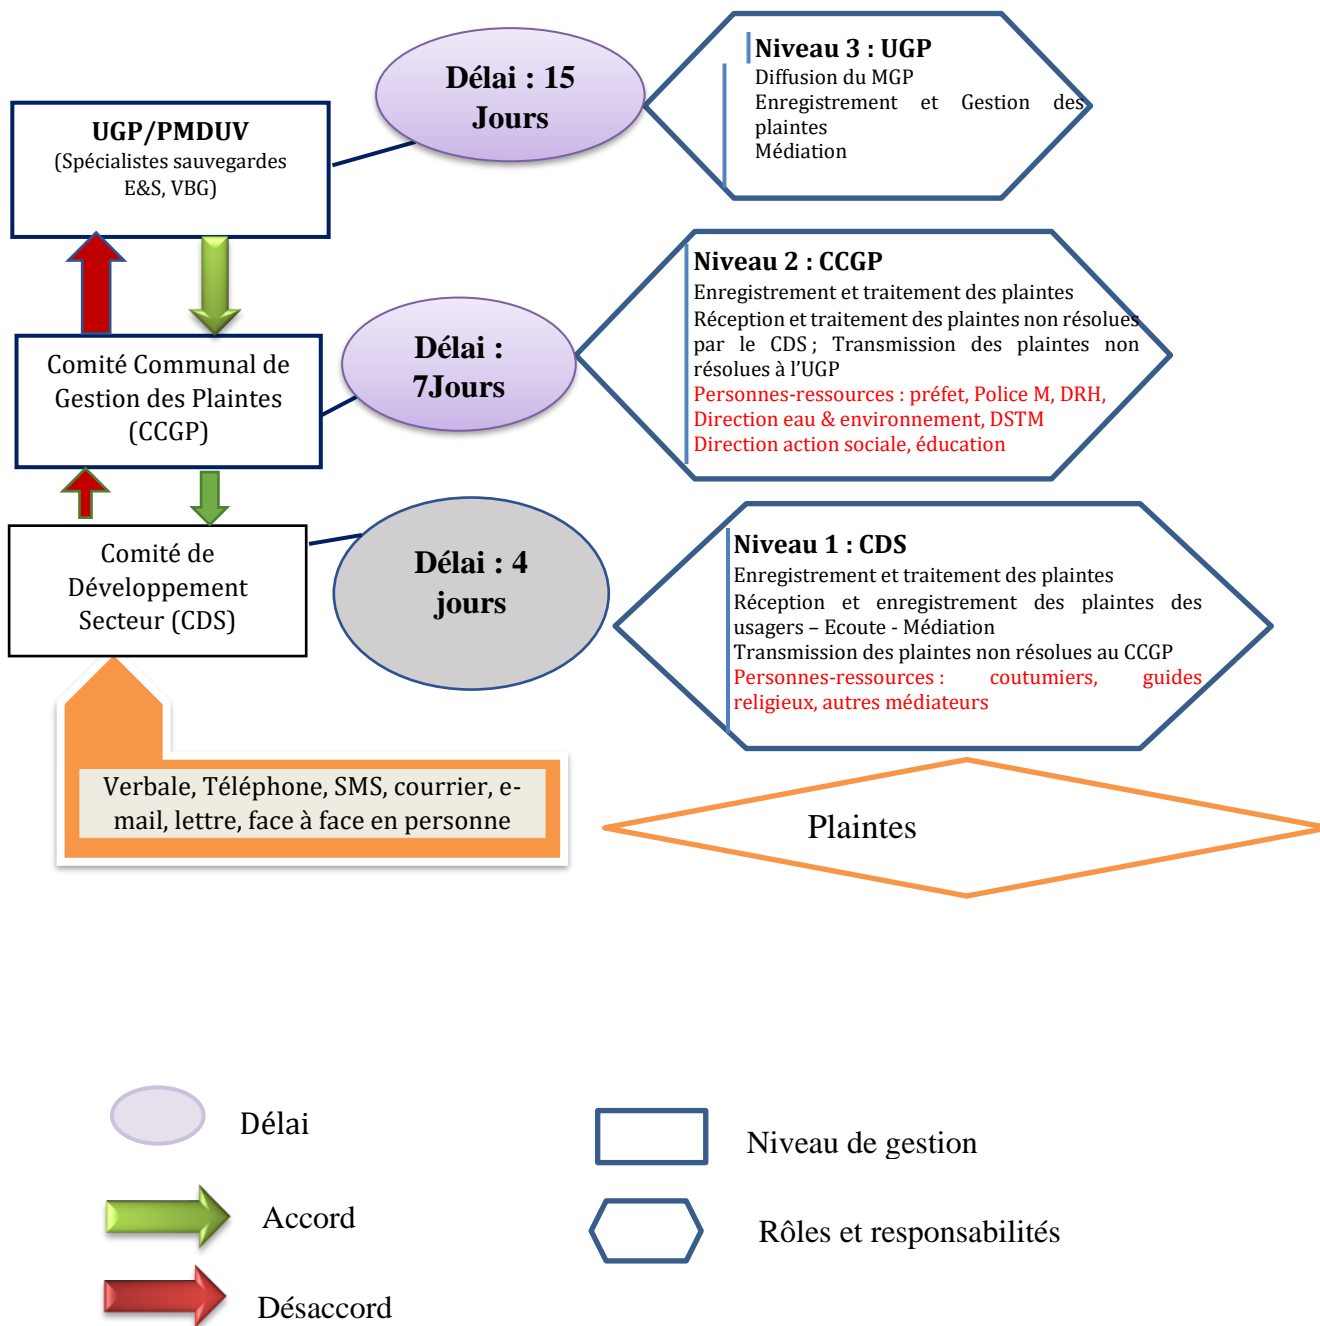 Délai : 15
Jours
Niveau 3 : UGP
Diffusion du MGP
Enregistrement et Gestion des
plaintes
Médiation
UGP/PMDUV
(Spécialistes sauvegardes
E&S, VBG)
Niveau 2 : CCGP
Enregistrement et traitement des plaintes
Réception et traitement des plaintes non résolues
par le CDS ; Transmission des plaintes non
résolues à l'UGP
Personnes-ressources : préfet, Police M, DRH,
Direction eau & environnement, DSTM
Direction action sociale, éducation
Délai :
7Jours
Comité Communal de
Gestion des Plaintes
(CCGP)
Délai : 4
jours
Niveau 1 : CDS
Enregistrement et traitement des plaintes
Réception et enregistrement des plaintes des
usagers – Ecoute - Médiation
Transmission des plaintes non résolues au CCGP
Personnes-ressources : coutumiers, guides
religieux, autres médiateurs
Comité de
Développement
Secteur (CDS)
Verbale, Téléphone, SMS, courrier, e-
mail, lettre, face à face en personne
Plaintes
Délai
Niveau de gestion
Accord
Rôles et responsabilités
Désaccord